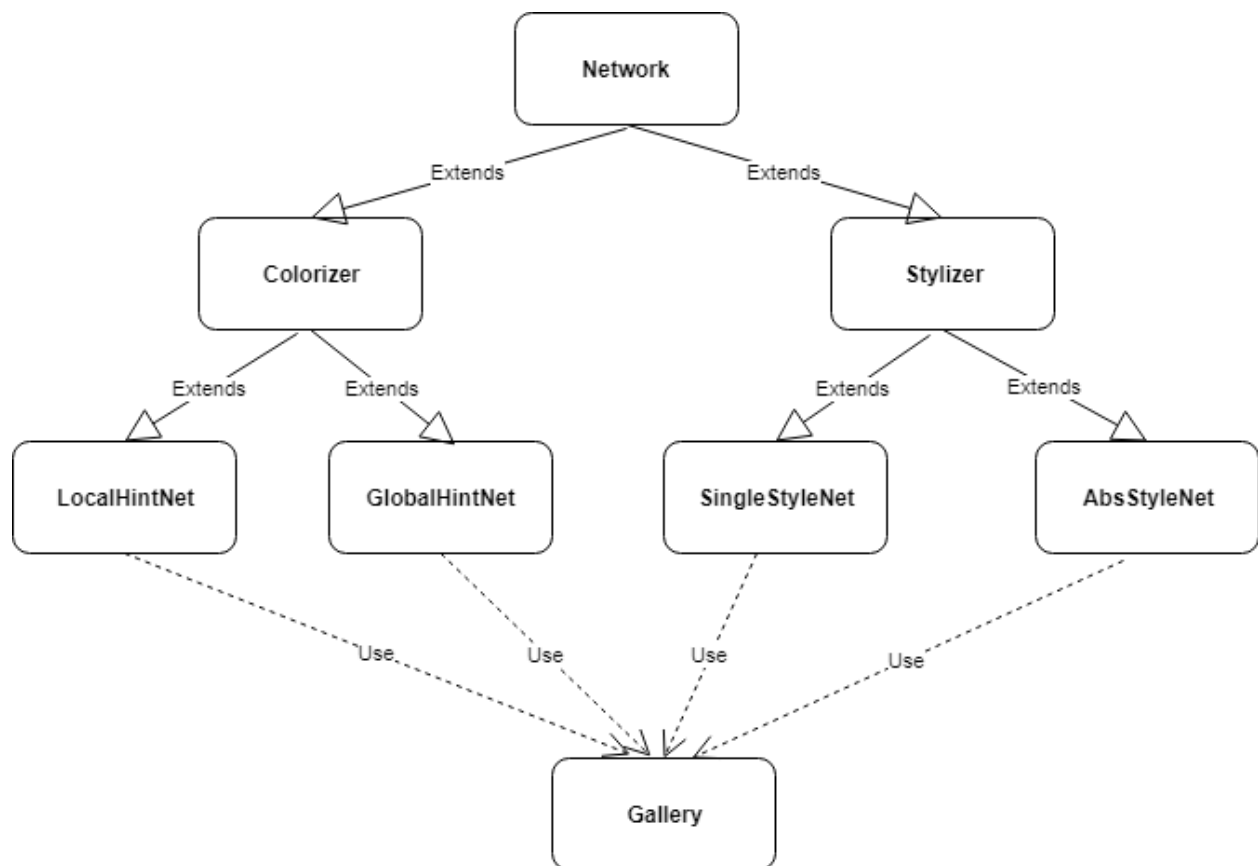 Network
Extends
Extends
Colorizer
Stylizer
Extends
Extends
Extends
Extends
LocalHintNet
GlobalHintNet
SingleStyleNet
AbsStyleNet
Use
Use
Use
Use
Gallery